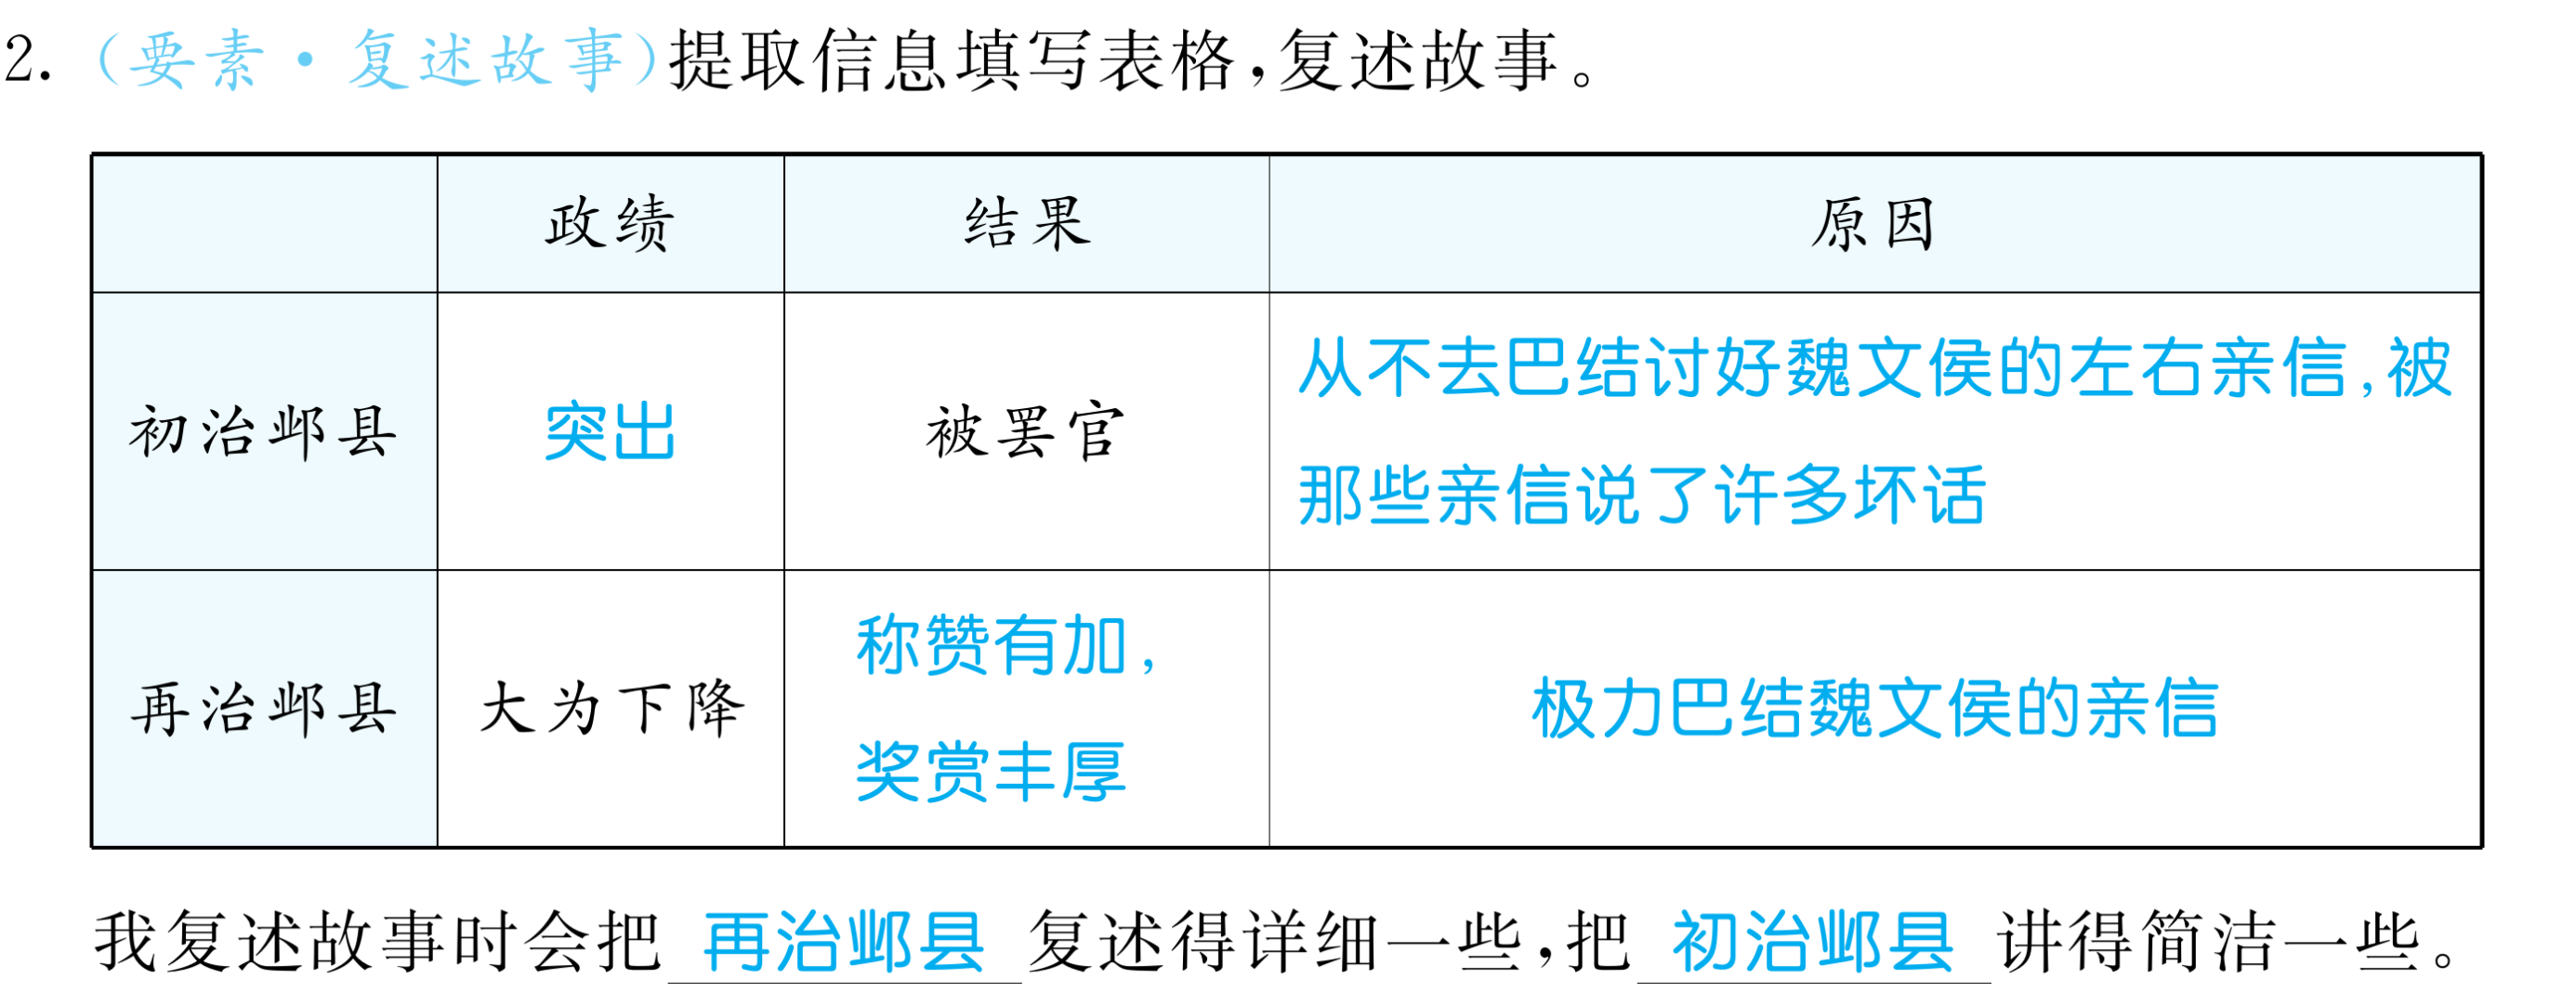 2.(要素·复述故事)提取信息填写表格,复述故事。
政绩 结果 原因
初治邺县 突出 被罢官 从不去巴结讨好魏文侯的左右亲信,被
那些亲信说了许多坏话
再治邺县 大为下降 称赞有加,
奖赏丰厚 极力巴结魏文侯的亲信
我复述故事时会把 再治邺县 复述得详细一些,把 初治邺县 讲得简洁一些。